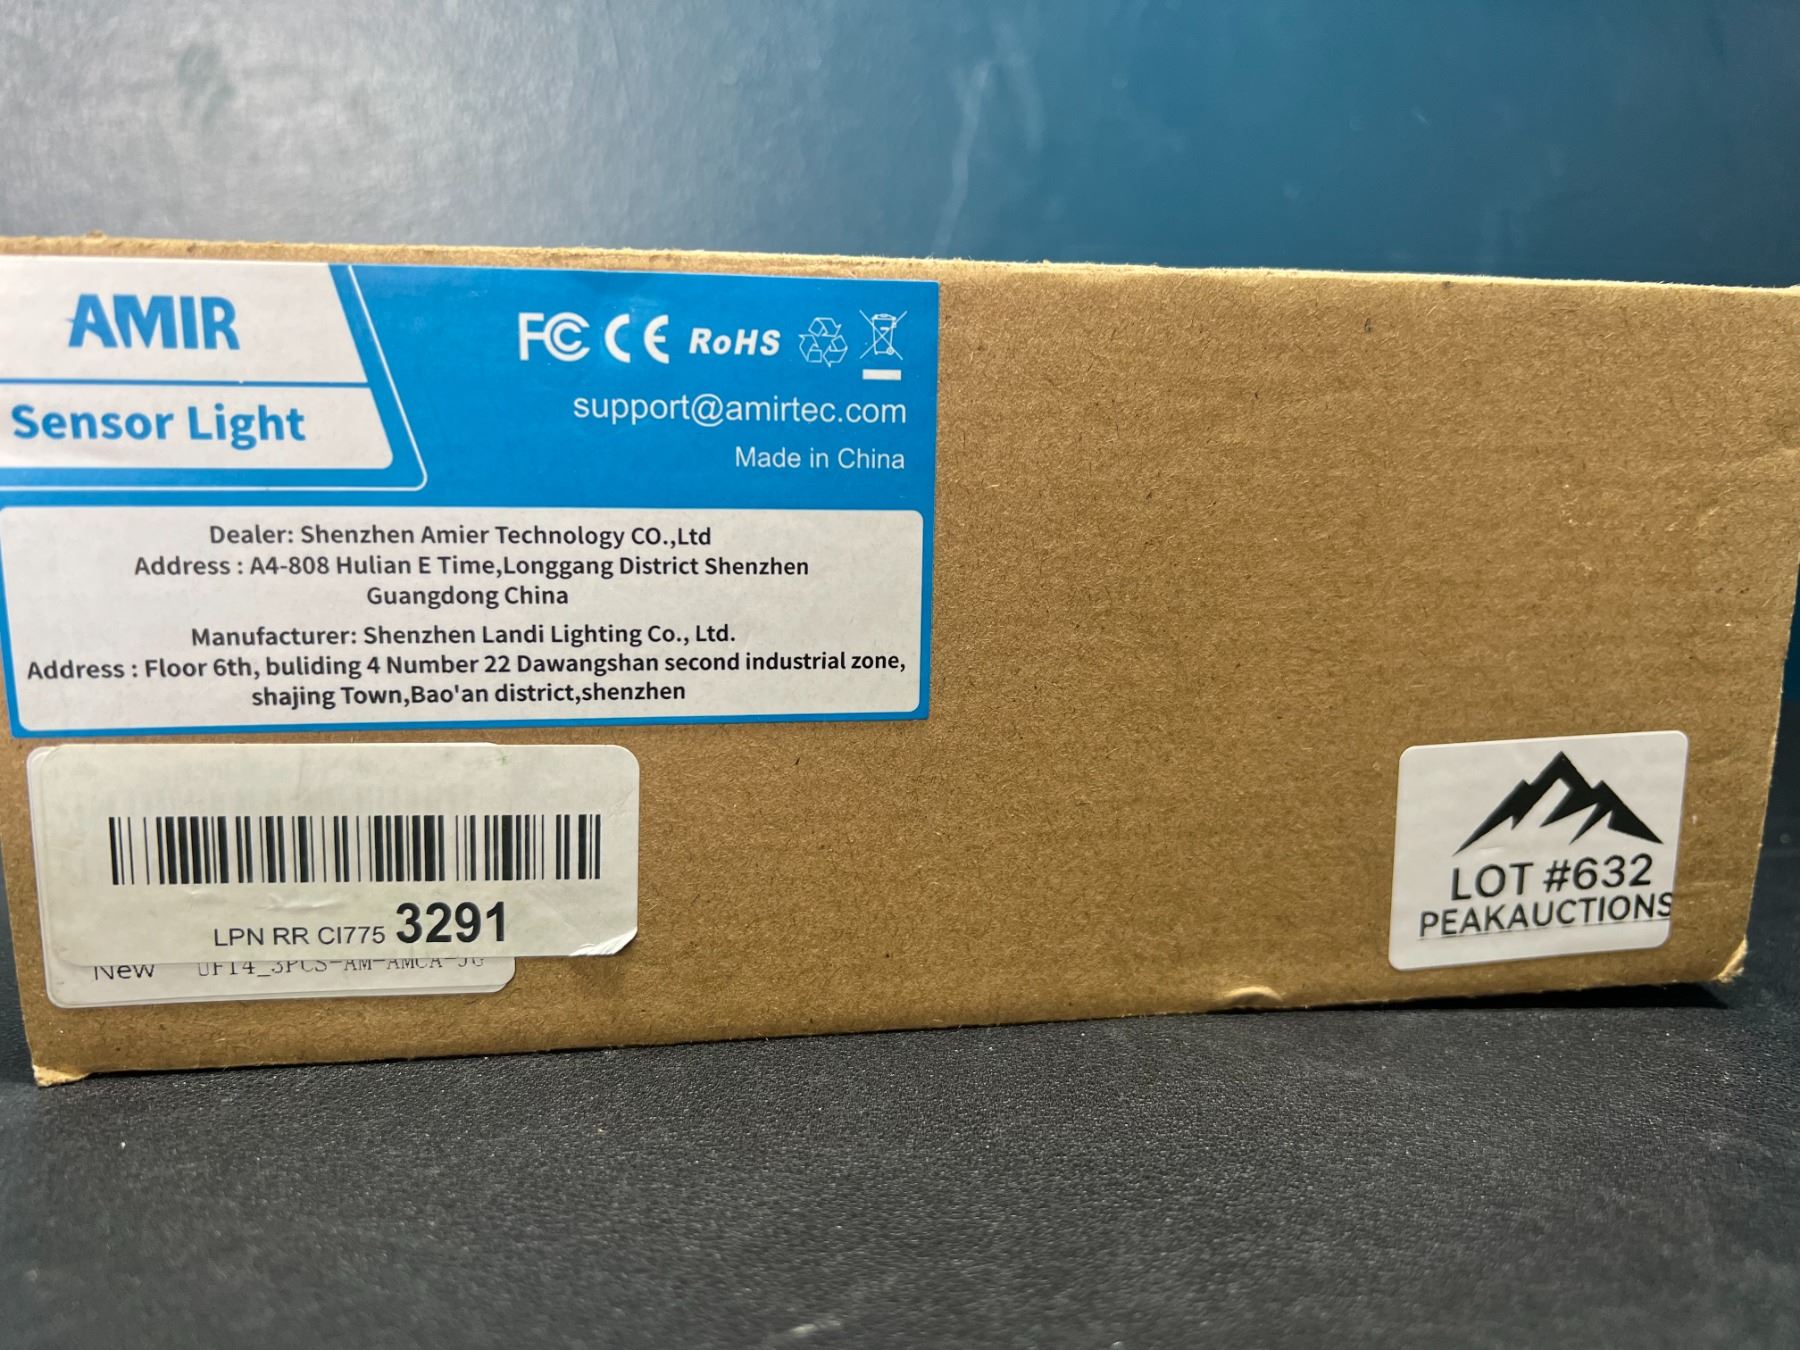 AMIR
Sensor Light
FC CE RoHS
support@amirtec.com
Made in China
Dealer: Shenzhen Amier Technology CO.,Ltd
Address : A4-808 Hulian E Time,Longgang District Shenzhen
Guangdong China
Manufacturer: Shenzhen Landi Lighting Co., Ltd.
Address : Floor 6th, buliding 4 Number 22 Dawangshan second industrial zone,
shajing Town,Bao'an district,shenzhen
LPN RR CI775 3291
New
LOT #632
PEAKAUCTIONS